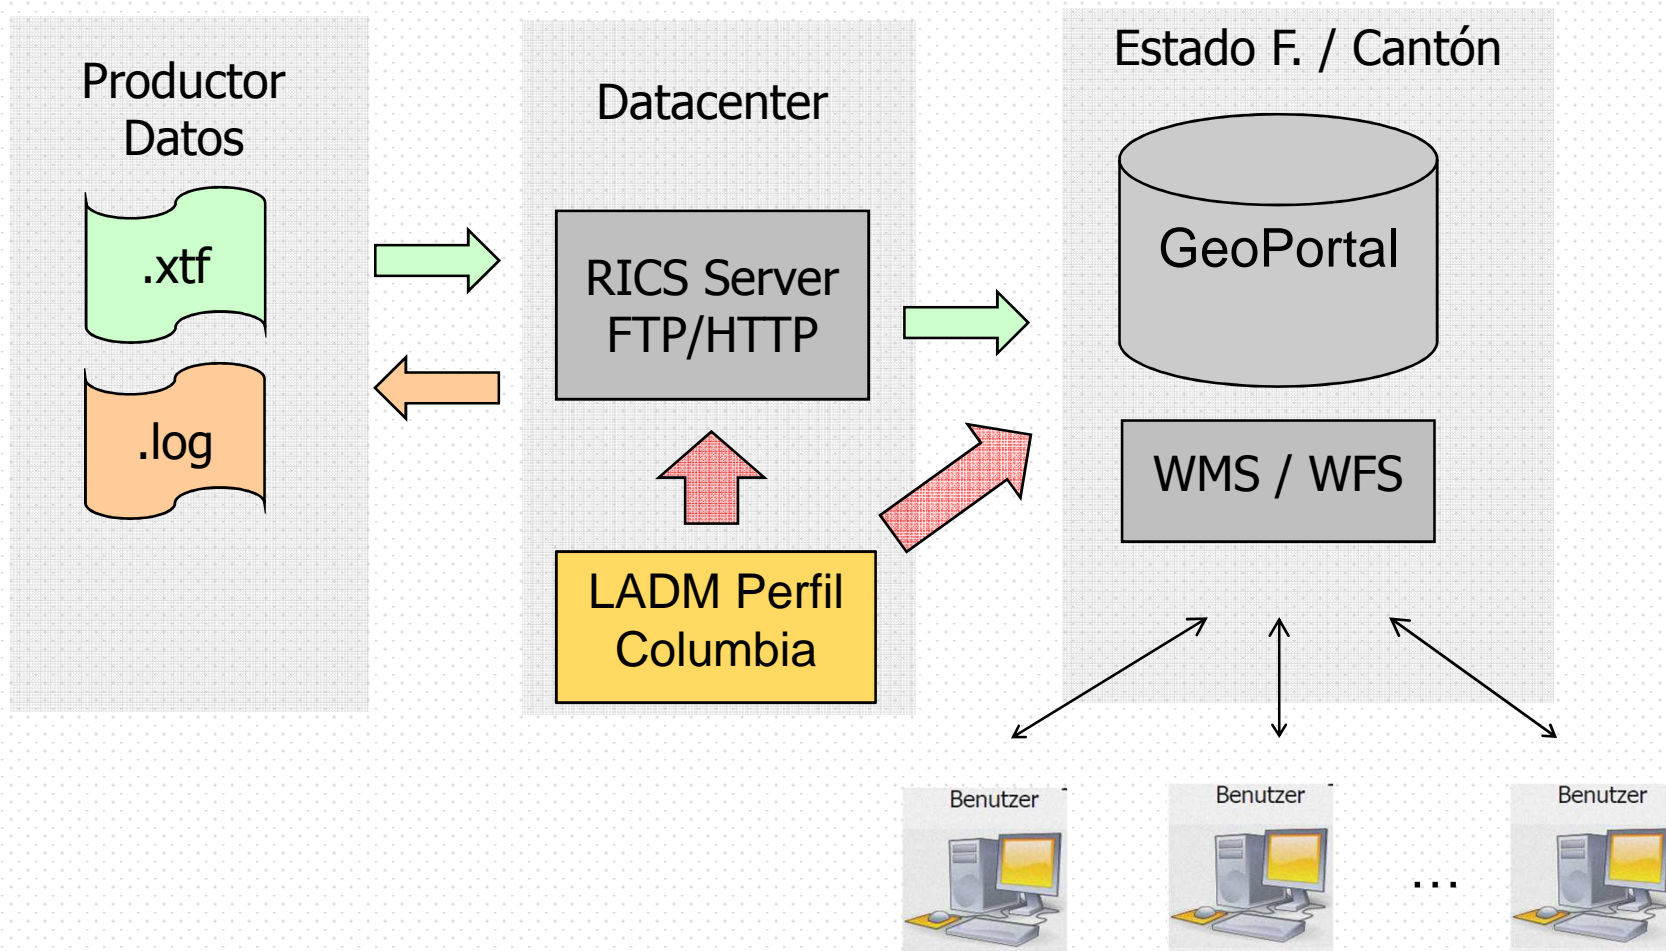 Productor
Datos
.xtf
.log
Datacenter
RICS Server
FTP/HTTP
LADM Perfil
Columbia
Estado F. / Cantón
GeoPortal
WMS / WFS
Benutzer
Benutzer
...
Benutzer